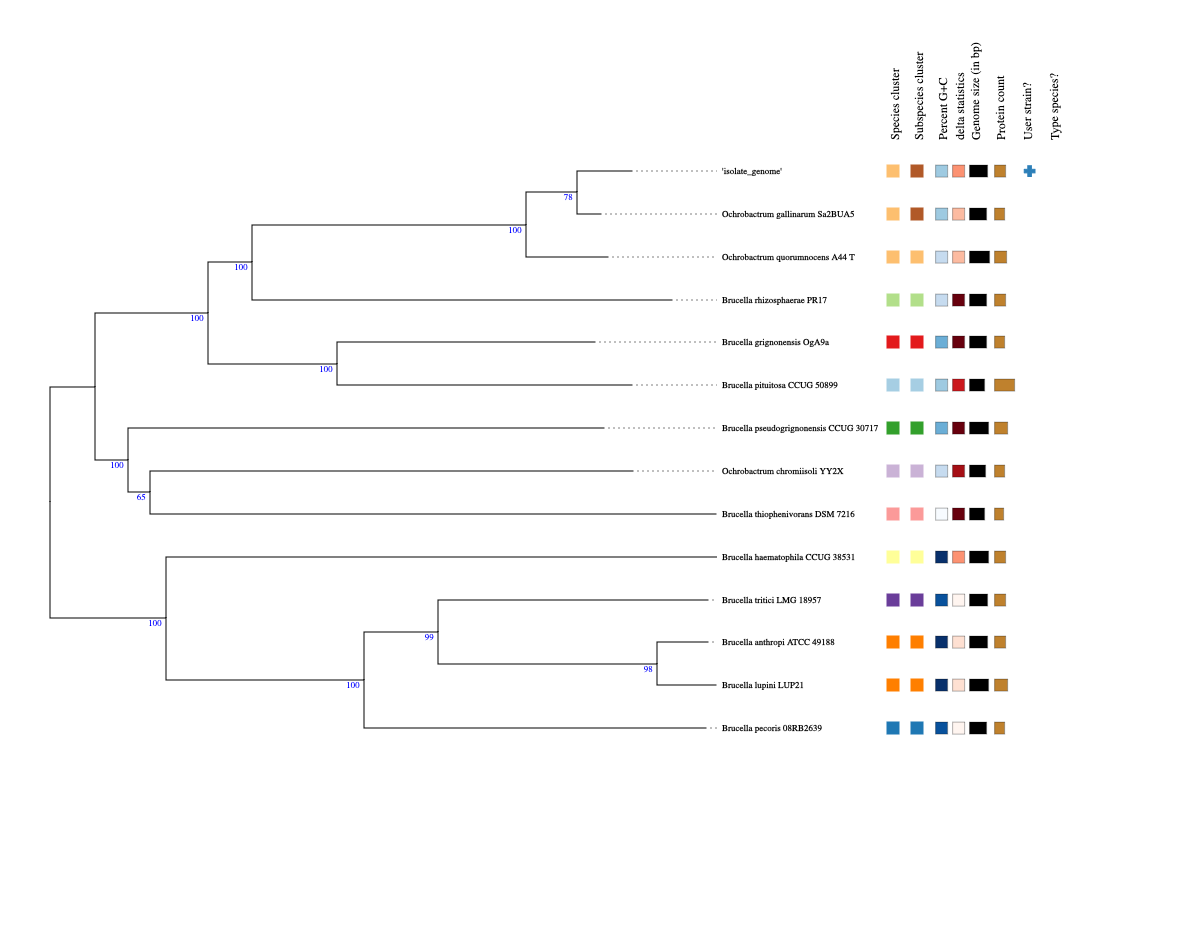 Species cluster
Subspecies cluster
Percent G+C
delta statistics
Genome size (in bp)
Protein count
User strain?
Type species?
'isolate_genome'
78
Ochrobactrum gallinarum Sa2BUA5
100
Ochrobactrum quorumnocens A44 T
100
Brucella rhizosphaerae PR17
100
Brucella grignonensis OgA9a
100
Brucella pituitosa CCUG 50899
Brucella pseudogrignonensis CCUG 30717
100
Ochrobactrum chromiisoli YY2X
65
Brucella thiophenivorans DSM 7216
Brucella haematophila CCUG 38531
100
Brucella tritici LMG 18957
99
Brucella anthropi ATCC 49188
98
Brucella lupini LUP21
100
Brucella pecoris 08RB2639